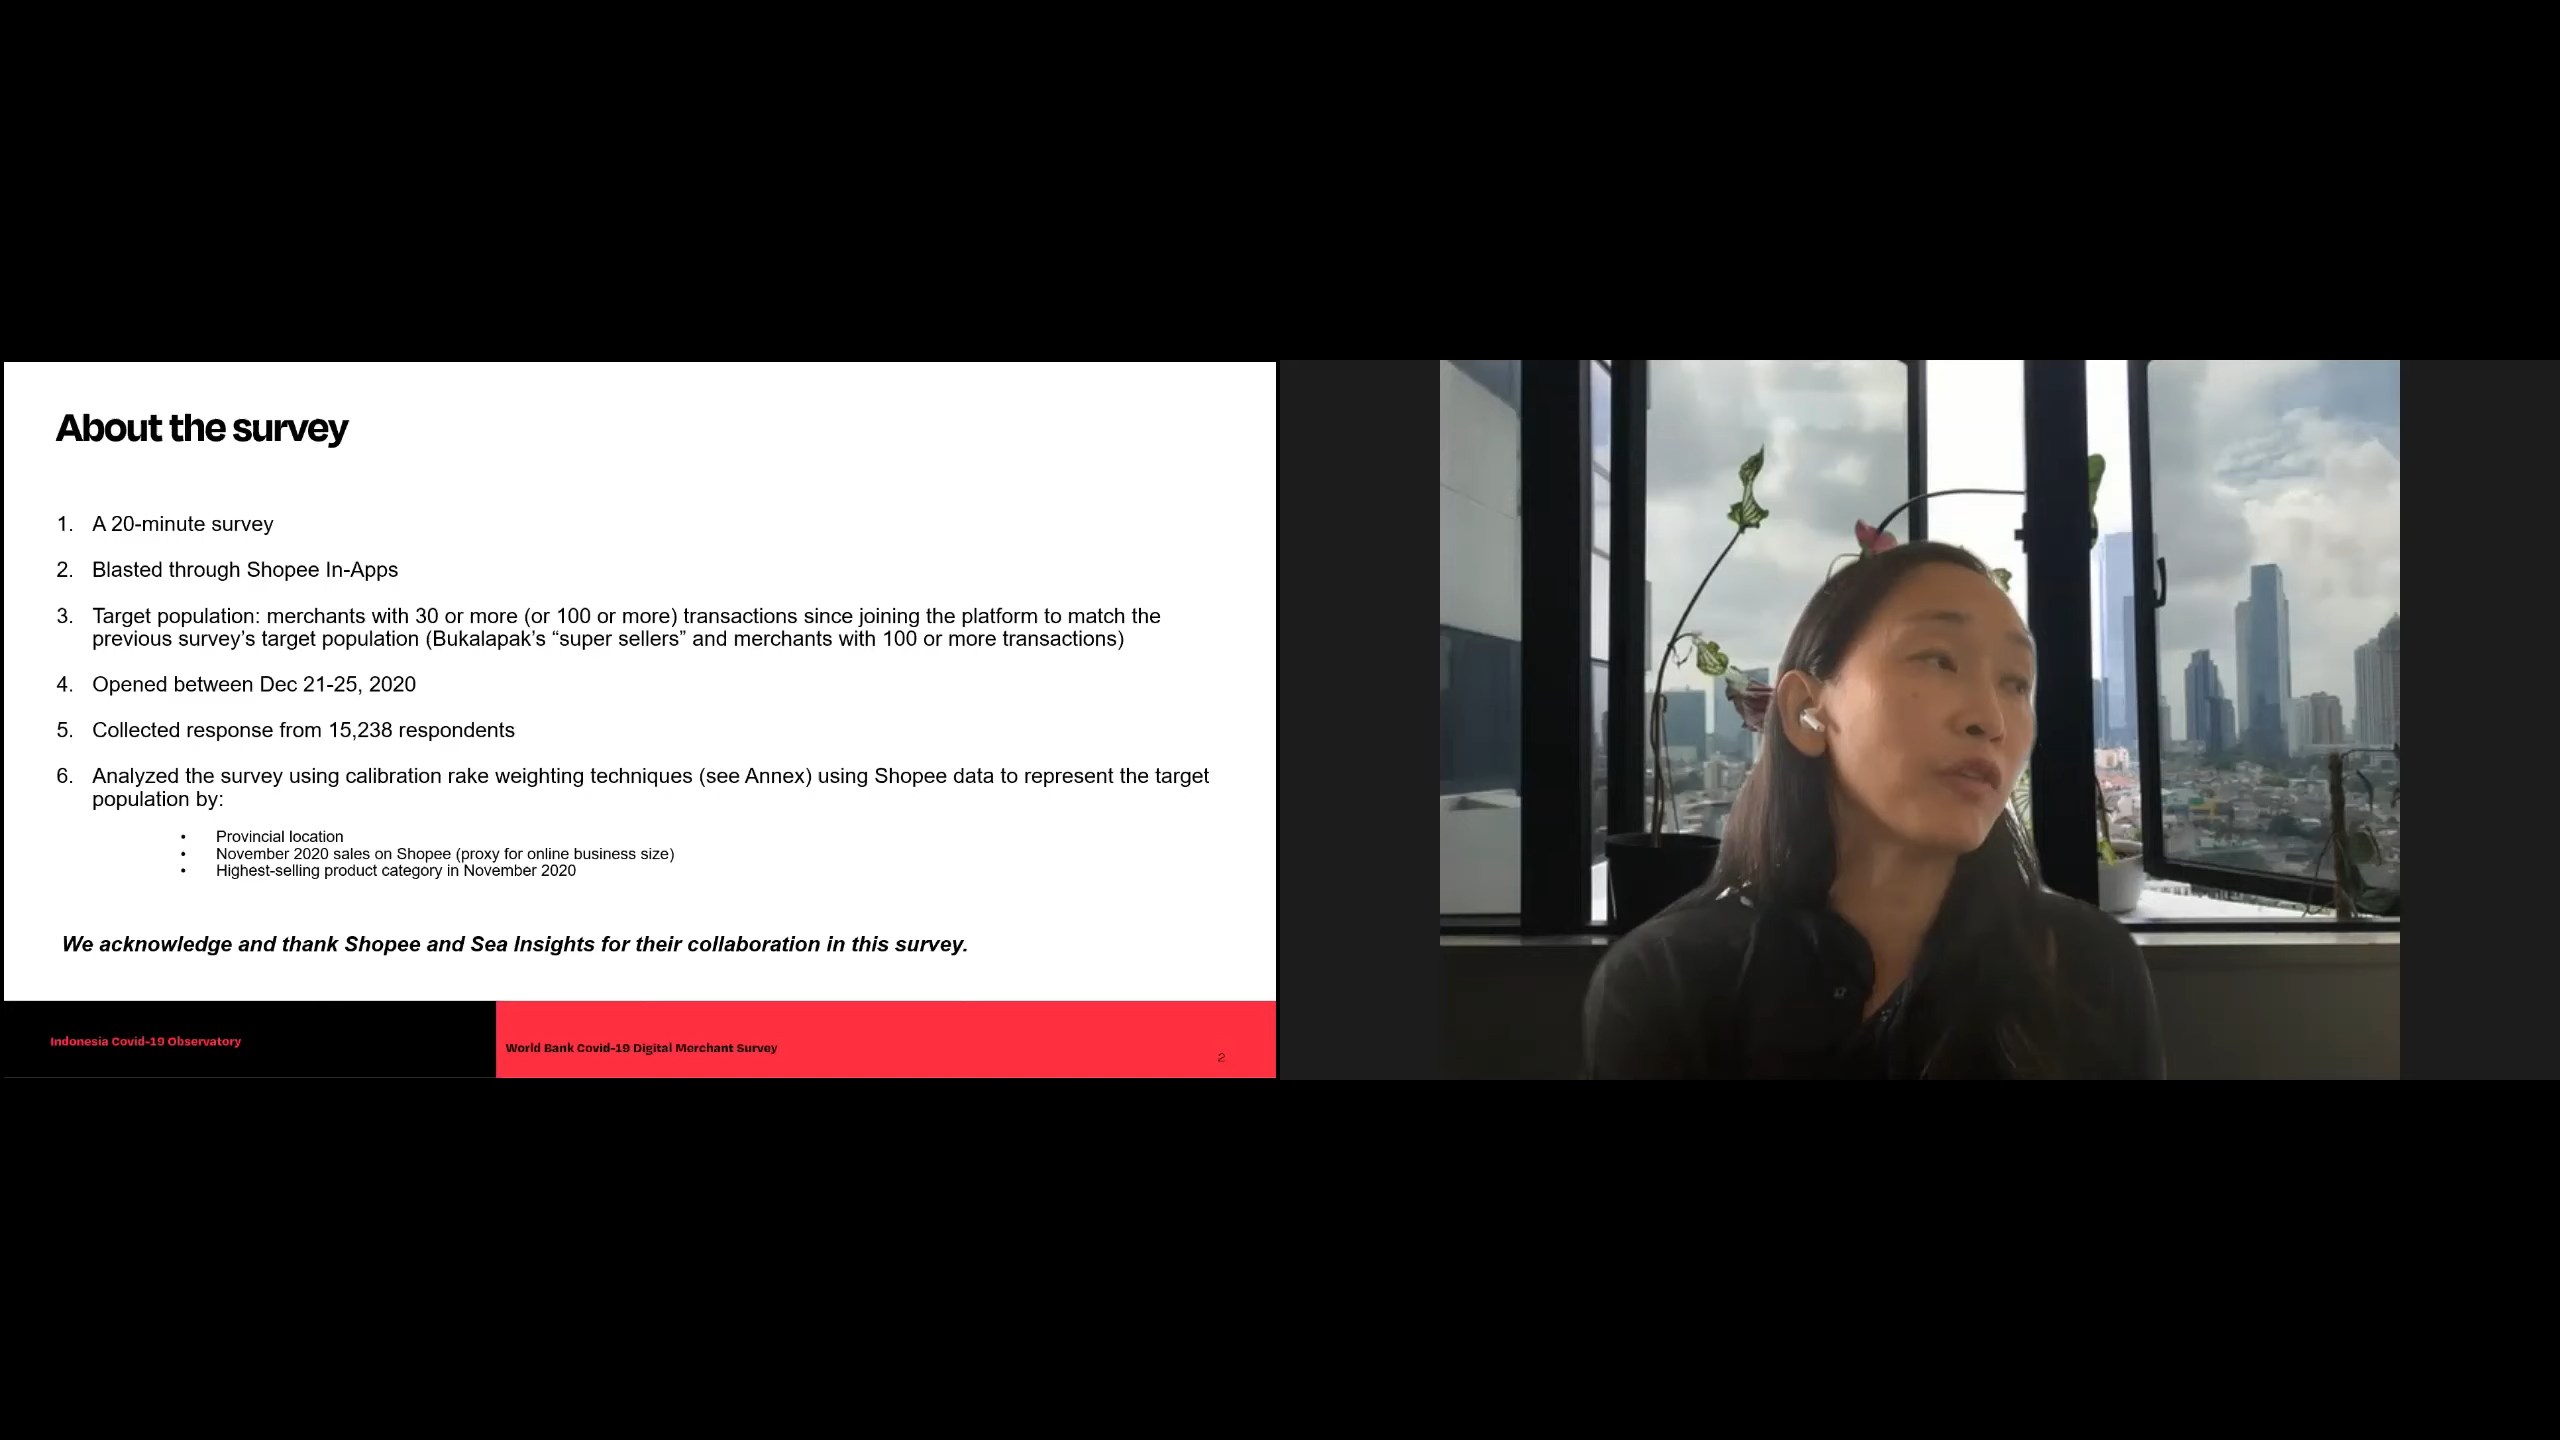 About the survey
1. A 20-minute survey
2. Blasted through Shopee In-Apps
3. Target population: merchants with 30 or more (or 100 or more) transactions since joining the platform to match the
previous survey’s target population (Bukalapak’s “super sellers” and merchants with 100 or more transactions)
4. Opened between Dec 21-25, 2020
5. Collected response from 15,238 respondents
6. Analyzed the survey using calibration rake weighting techniques (see Annex) using Shopee data to represent the target
population by:
• Provincial location
• November 2020 sales on Shopee (proxy for online business size)
• Highest-selling product category in November 2020
We acknowledge and thank Shopee and Sea Insights for their collaboration in this survey.
Indonesia Covid-19 Observatory
World Bank Covid-19 Digital Merchant Survey
2